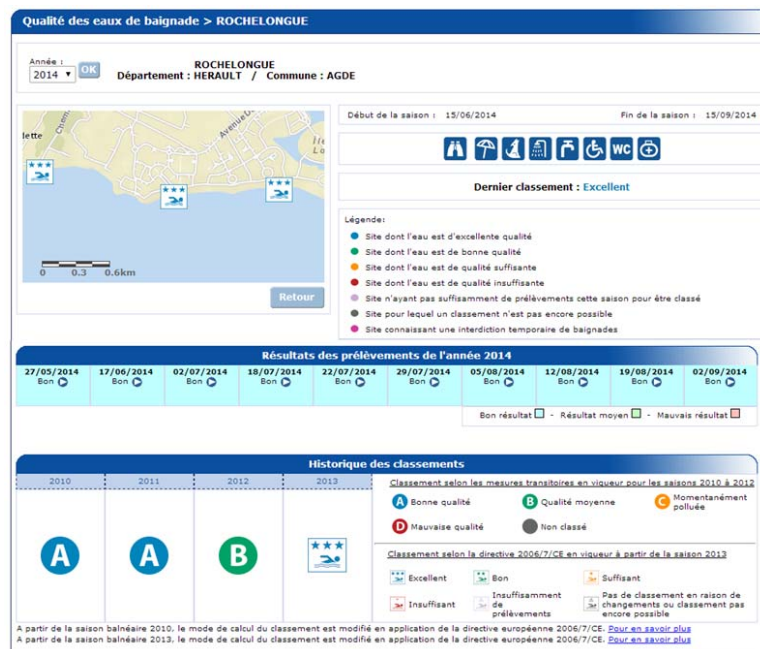 Qualité des eaux de baignade > ROCHELONGUE
Année :
2014 OK
ROCHELONGUE
Département : HERAULT / Commune : AGDE
Début de la saison : 15/06/2014 Fin de la saison : 15/09/2014
WC
Dernier classement : Excellent
lette
Avenue
0 0.3 0.6km
Retour
Légende:
Site dont l'eau est d'excellente qualité
Site dont l'eau est de bonne qualité
Site dont l'eau est de qualité suffisante
Site dont l'eau est de qualité insuffisante
Site n'ayant pas suffisamment de prélèvements cette saison pour être classé
Site pour lequel un classement n'est pas encore possible
Site connaissant une interdiction temporaire de baignades
Résultats des prélèvements de l'année 2014
27/05/2014 17/06/2014 02/07/2014 18/07/2014 22/07/2014 29/07/2014 05/08/2014 12/08/2014 19/08/2014 02/09/2014
Bon Bon Bon Bon Bon Bon Bon Bon Bon Bon
Bon résultat - Résultat moyen - Mauvais résultat
Historique des classements
2010 2011 2012 2013
A A B
Classement selon les mesures transitoires en viqueur pour les saisons 2010 à 2012
A Bonne qualité B Qualité moyenne C Momentanément polluée
D Mauvaise qualité Non classé
Classement selon la directive 2006/7/CE en viqueur à partir de la saison 2013
Excellent Bon Suffisant
Insuffisant Insuffisamment de prélèvements Pas de classement en raison de changements ou classement pas encore possible
A partir de la saison balnéaire 2010, le mode de calcul du classement est modifié en application de la directive européenne 2006/7/CE. Pour en savoir plus
A partir de la saison balnéaire 2013, le mode de calcul du classement est modifié en application de la directive européenne 2006/7/CE. Pour en savoir plus